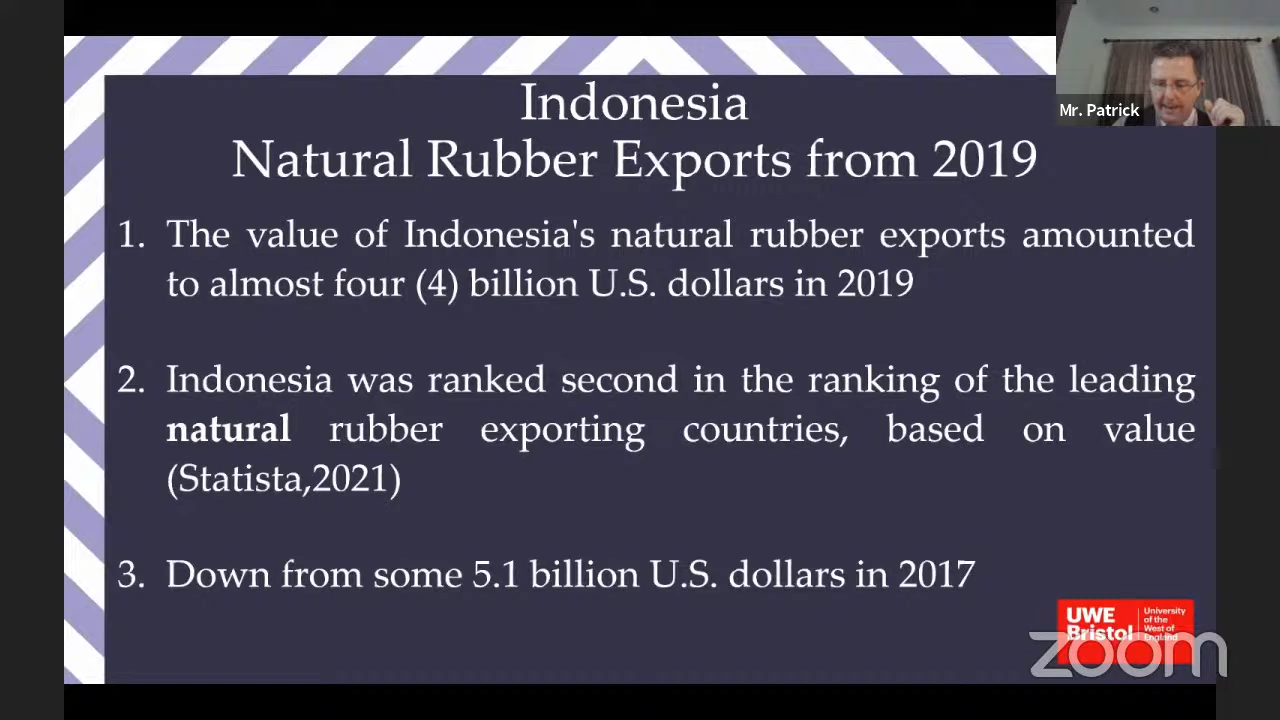 Indonesia
Natural Rubber Exports from 2019
Mr. Patrick
1. The value of Indonesia's natural rubber exports amounted
to almost four (4) billion U.S. dollars in 2019
2. Indonesia was ranked second in the ranking of the leading
natural rubber exporting countries, based on value
(Statista,2021)
3. Down from some 5.1 billion U.S. dollars in 2017
UWE
Bristol
University
of the
West of
England
zoom